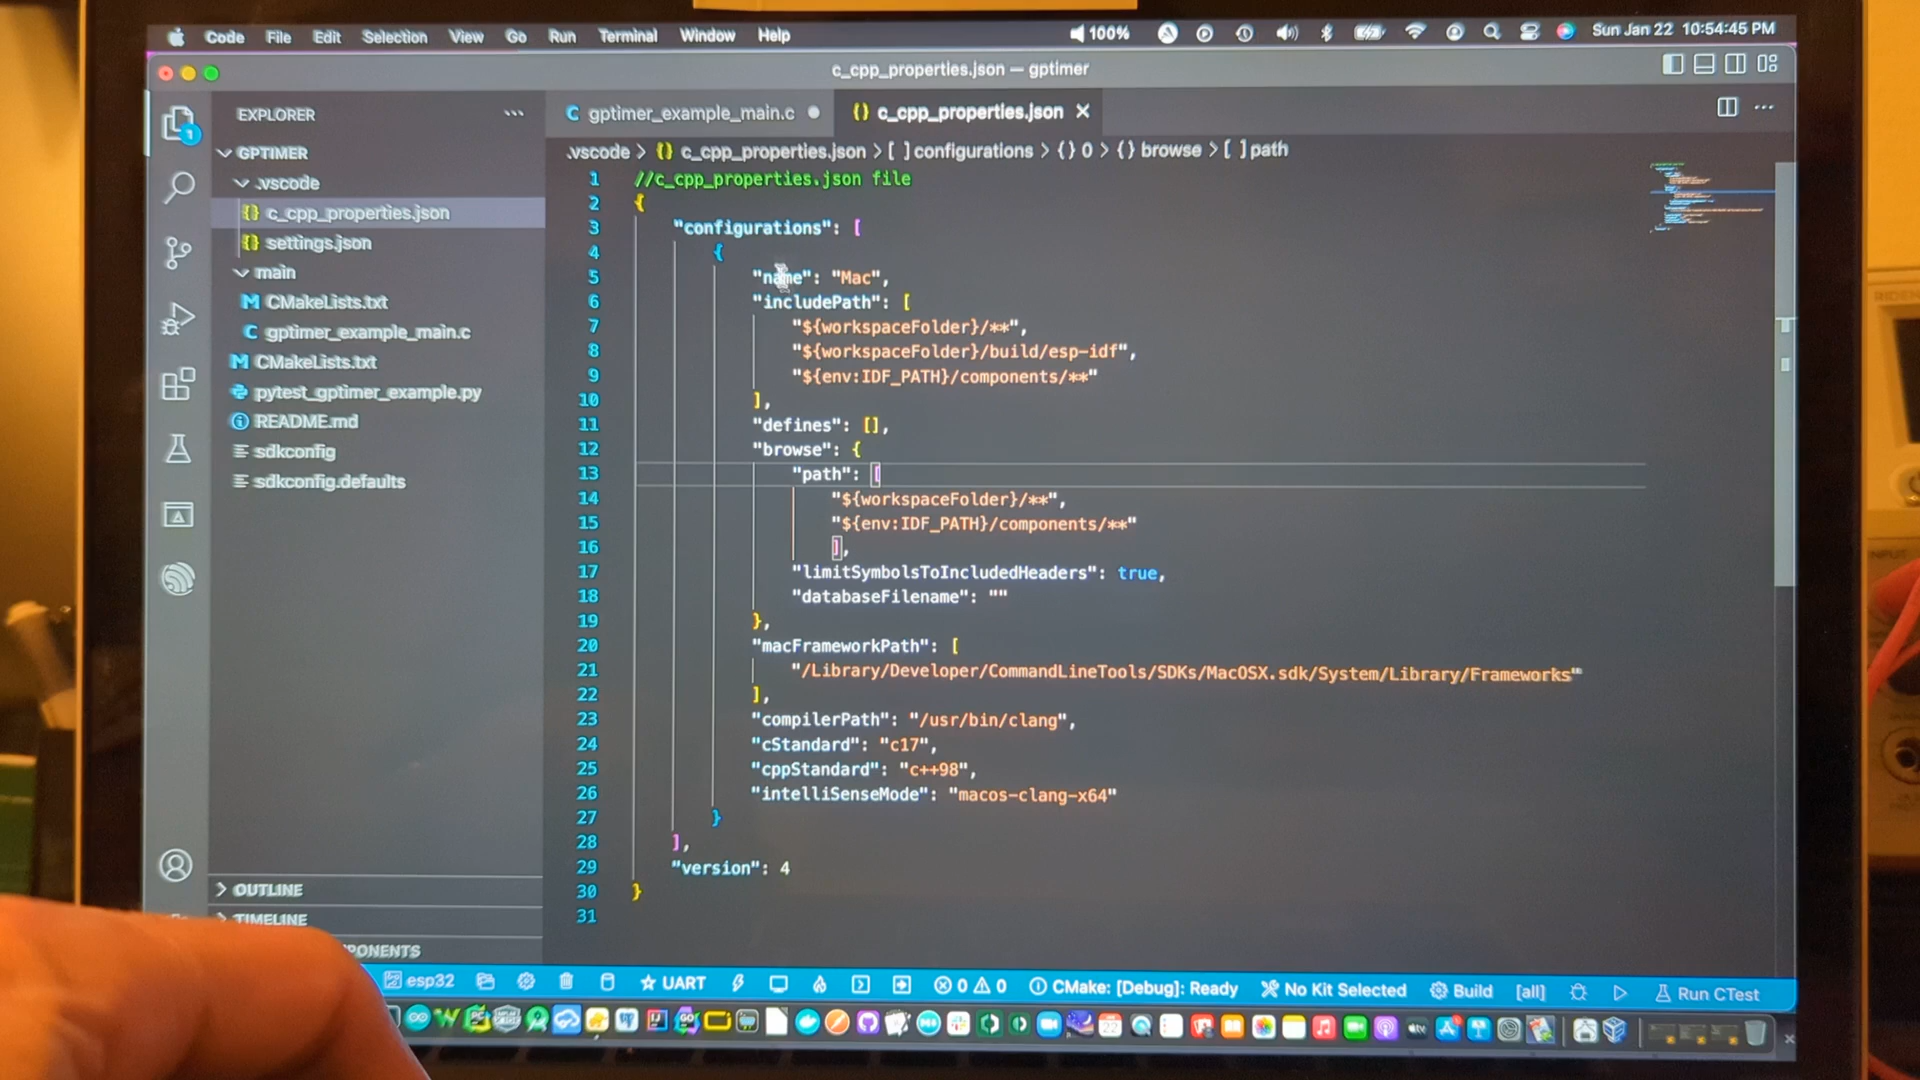 Code File Edit Selection View Go Run Terminal Window Help 100% Sun Jan 22 10:54:45 PM
c_cpp_properties.json — gptimer
EXPLORER
gptimer_example_main.c
c_cpp_properties.json
1
.vscode > {} c_cpp_properties.json > [ ] configurations > {} 0 > {} browse > [ ] path
GPTIMER
.vscode
c_cpp_properties.json
settings.json
main
CMakeLists.txt
gptimer_example_main.c
CMakeLists.txt
pytest_gptimer_example.py
README.md
sdkconfig
sdkconfig.defaults
OUTLINE
TIMELINE
PONENTS
1 //c_cpp_properties.json file
2 {
3 "configurations": [
4 {
5 "name": "Mac",
6 "includePath": [
7 "${workspaceFolder}/**",
8 "${workspaceFolder}/build/esp-idf",
9 "${env:IDF_PATH}/components/**"
10 ],
11 "defines": [],
12 "browse": {
13 "path": [
14 "${workspaceFolder}/**",
15 "${env:IDF_PATH}/components/**"
16 ],
17 "limitSymbolsToIncludedHeaders": true,
18 "databaseFilename": ""
19 },
20 "macFrameworkPath": [
21 "/Library/Developer/CommandLineTools/SDKs/MacOSX.sdk/System/Library/Frameworks"
22 ],
23 "compilerPath": "/usr/bin/clang",
24 "cStandard": "c17",
25 "cppStandard": "c++98",
26 "intelliSenseMode": "macos-clang-x64"
27 }
28 ],
29 "version": 4
30 }
31
esp32 UART 0 0 CMake: [Debug]: Ready No Kit Selected Build [all] Run CTest
INPUT